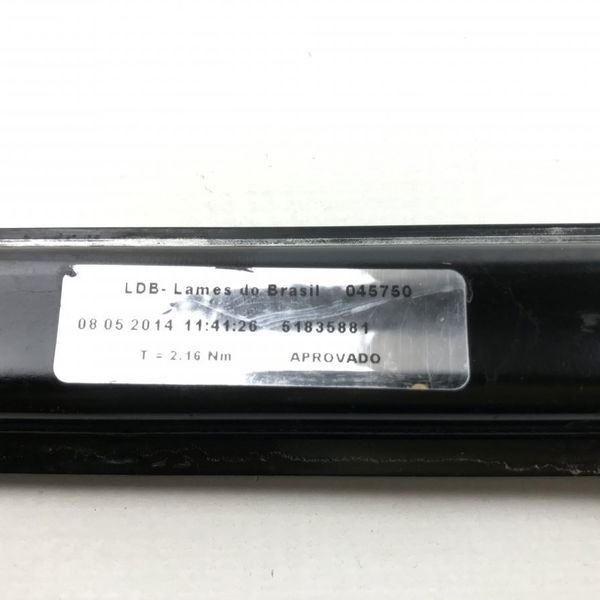 LDB- Lames do Brasil 045750
08 05 2014 11:41:26 51835881
T = 2.16 Nm APROVADO